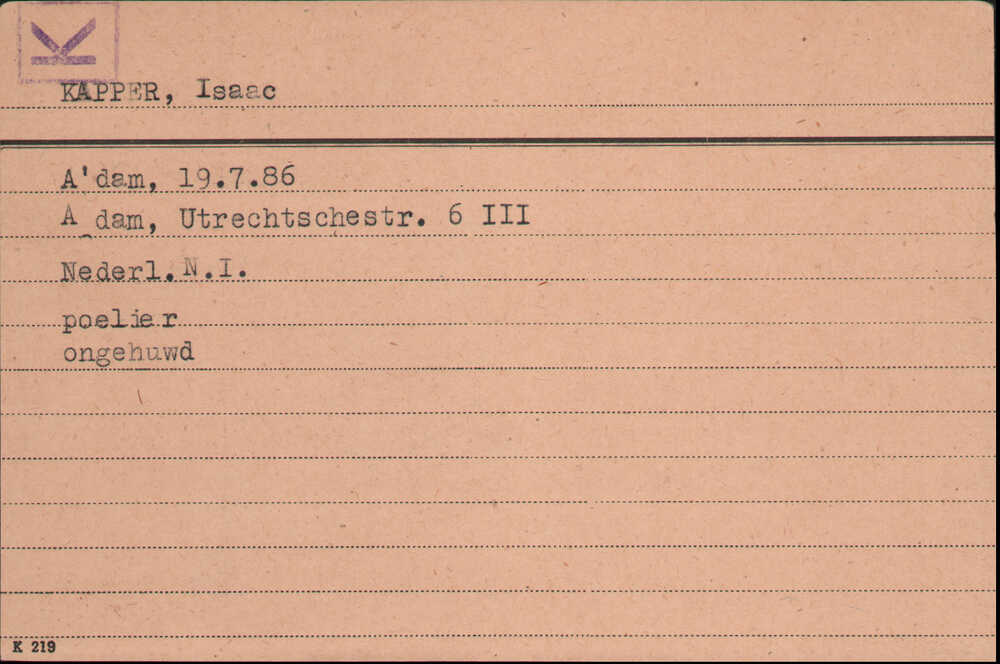 K
KAPPER, Isaac
A'dam, 19.7.86
A dam, Utrechtschestr. 6 III
Nederl. N.I.
poelier
ongehuwd
K 219